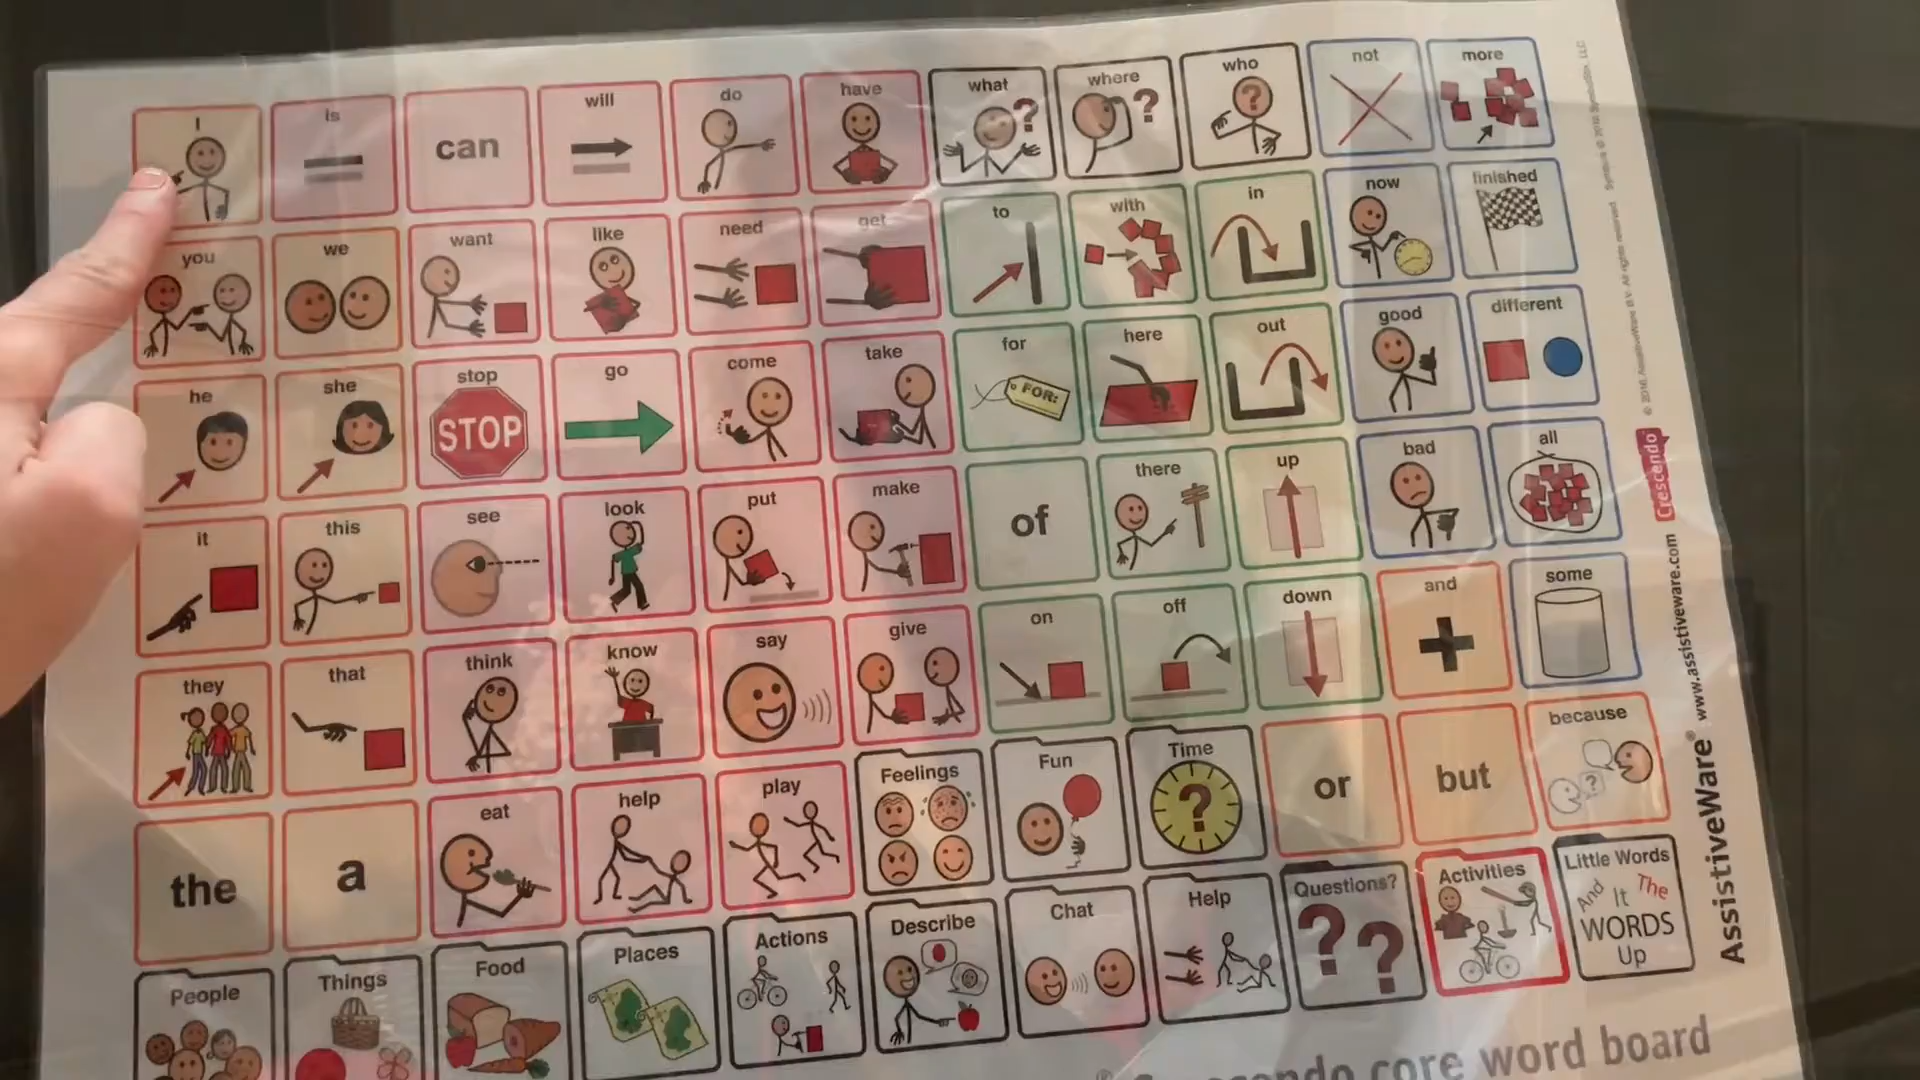 I is can will do have what where who not more
you we want like need get to with in now finished
he she stop go come take for here out good different
STOP
FOR:
it this see look put make of there up bad all
they that think know say give on off down and some
the a eat help play Feelings Fun Time or but because
People Things Food Places Actions Describe Chat Help Questions? Activities Little Words
And It The
WORDS
Up
core word board
AssistiveWare® www.assistiveware.com Crescendo